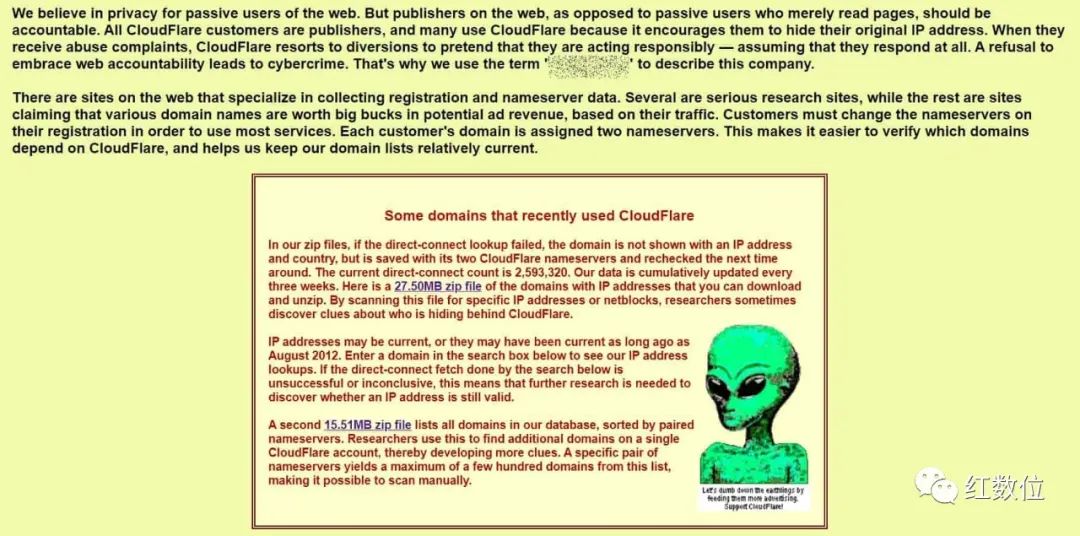 We believe in privacy for passive users of the web. But publishers on the web, as opposed to passive users who merely read pages, should be
accountable. All CloudFlare customers are publishers, and many use CloudFlare because it encourages them to hide their original IP address. When they
receive abuse complaints, CloudFlare resorts to diversions to pretend that they are acting responsibly — assuming that they respond at all. A refusal to
embrace web accountability leads to cybercrime. That's why we use the term ' ' to describe this company.
There are sites on the web that specialize in collecting registration and nameserver data. Several are serious research sites, while the rest are sites
claiming that various domain names are worth big bucks in potential ad revenue, based on their traffic. Customers must change the nameservers on
their registration in order to use most services. Each customer's domain is assigned two nameservers. This makes it easier to verify which domains
depend on CloudFlare, and helps us keep our domain lists relatively current.
Some domains that recently used CloudFlare
In our zip files, if the direct-connect lookup failed, the domain is not shown with an IP address
and country, but is saved with its two CloudFlare nameservers and rechecked the next time
around. The current direct-connect count is 2,593,320. Our data is cumulatively updated every
three weeks. Here is a 27.50MB zip file of the domains with IP addresses that you can download
and unzip. By scanning this file for specific IP addresses or netblocks, researchers sometimes
discover clues about who is hiding behind CloudFlare.
IP addresses may be current, or they may have been current as long ago as
August 2012. Enter a domain in the search box below to see our IP address
lookups. If the direct-connect fetch done by the search below is
unsuccessful or inconclusive, this means that further research is needed to
discover whether an IP address is still valid.
A second 15.51MB zip file lists all domains in our database, sorted by paired
nameservers. Researchers use this to find additional domains on a single
CloudFlare account, thereby developing more clues. A specific pair of
nameservers yields a maximum of a few hundred domains from this list,
making it possible to scan manually.
Let's dumb down the earthlings by
feeding them more advertising.
Support CloudFlare!
红数位